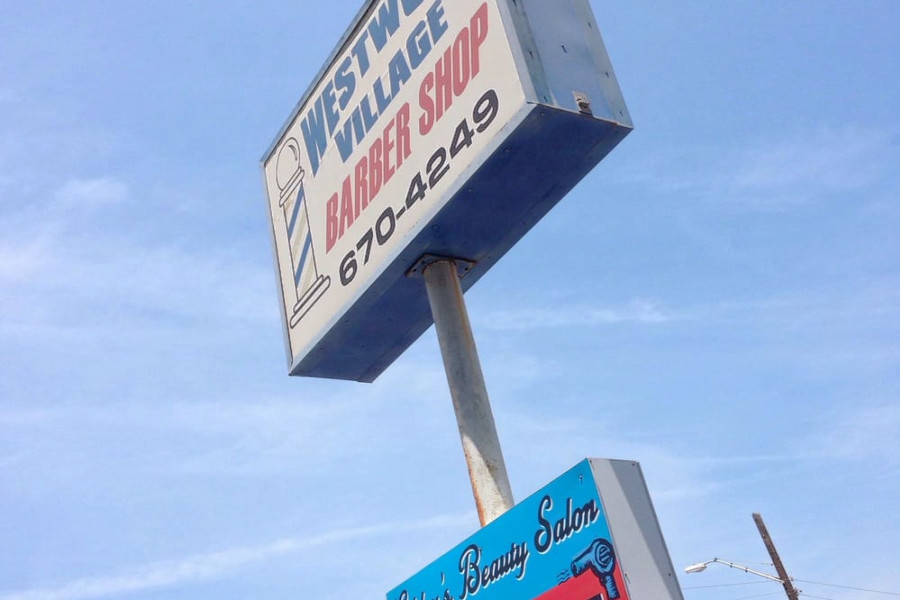 VILLAGE
BARBER SHOP
670-4249
Beauty Salon